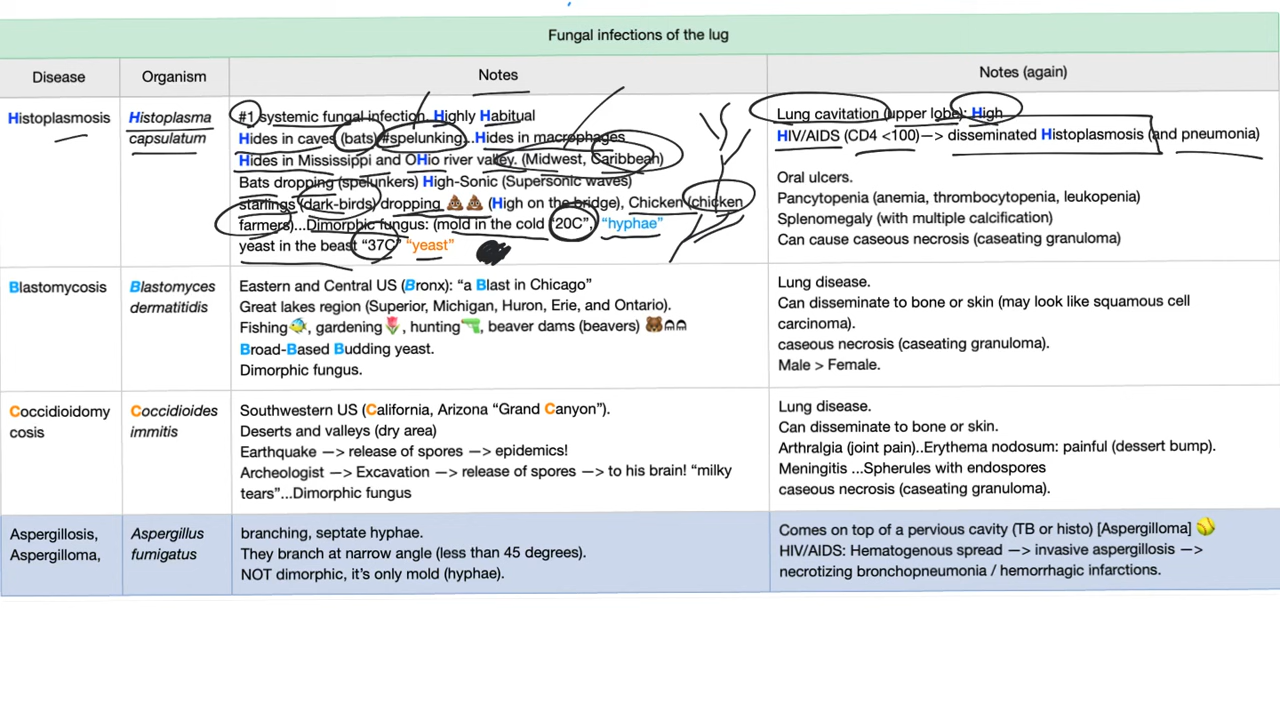 Fungal infections of the lug
Disease
Organism
Notes
Notes (again)
Histoplasmosis
Histoplasma
capsulatum
#1 systemic fungal infection. Highly Habitual
Hides in caves (bats) #spelunking)...Hides in macrophages
Hides in Mississippi and OHio river valley. (Midwest, Caribbean)
Bats dropping (spelunkers) High-Sonic (Supersonic waves)
starlings (dark-birds) dropping 💩💩 (High on the bridge), Chicken (chicken
farmers)...Dimorphic fungus: (mold in the cold “20C”, “hyphae”
yeast in the beast “37C” “yeast”
Lung cavitation (upper lobe): High
HIV/AIDS (CD4 <100)—> disseminated Histoplasmosis (and pneumonia)
Oral ulcers.
Pancytopenia (anemia, thrombocytopenia, leukopenia)
Splenomegaly (with multiple calcification)
Can cause caseous necrosis (caseating granuloma)
Blastomycosis
Blastomyces
dermatitidis
Eastern and Central US (Bronx): “a Blast in Chicago”
Great lakes region (Superior, Michigan, Huron, Erie, and Ontario).
Fishing🐠, gardening🌷, hunting🔫, beaver dams (beavers) 🐻
Broad-Based Budding yeast.
Dimorphic fungus.
Lung disease.
Can disseminate to bone or skin (may look like squamous cell
carcinoma).
caseous necrosis (caseating granuloma).
Male > Female.
Coccidioidomy
cosis
Coccidioides
immitis
Southwestern US (California, Arizona “Grand Canyon”).
Deserts and valleys (dry area)
Earthquake —> release of spores —> epidemics!
Archeologist —> Excavation —> release of spores —> to his brain! “milky
tears”...Dimorphic fungus
Lung disease.
Can disseminate to bone or skin.
Arthralgia (joint pain)..Erythema nodosum: painful (dessert bump).
Meningitis ...Spherules with endospores
caseous necrosis (caseating granuloma).
Aspergillosis,
Aspergilloma,
Aspergillus
fumigatus
branching, septate hyphae.
They branch at narrow angle (less than 45 degrees).
NOT dimorphic, it’s only mold (hyphae).
Comes on top of a pervious cavity (TB or histo) [Aspergilloma] 🎾
HIV/AIDS: Hematogenous spread —> invasive aspergillosis —>
necrotizing bronchopneumonia / hemorrhagic infarctions.